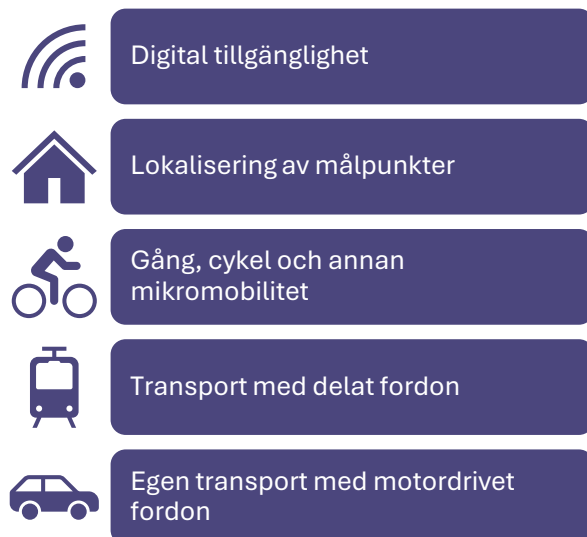 Digital tillgänglighet
Lokalisering av målpunkter
Gång, cykel och annan
mikromobilitet
Transport med delat fordon
Egen transport med motordrivet
fordon